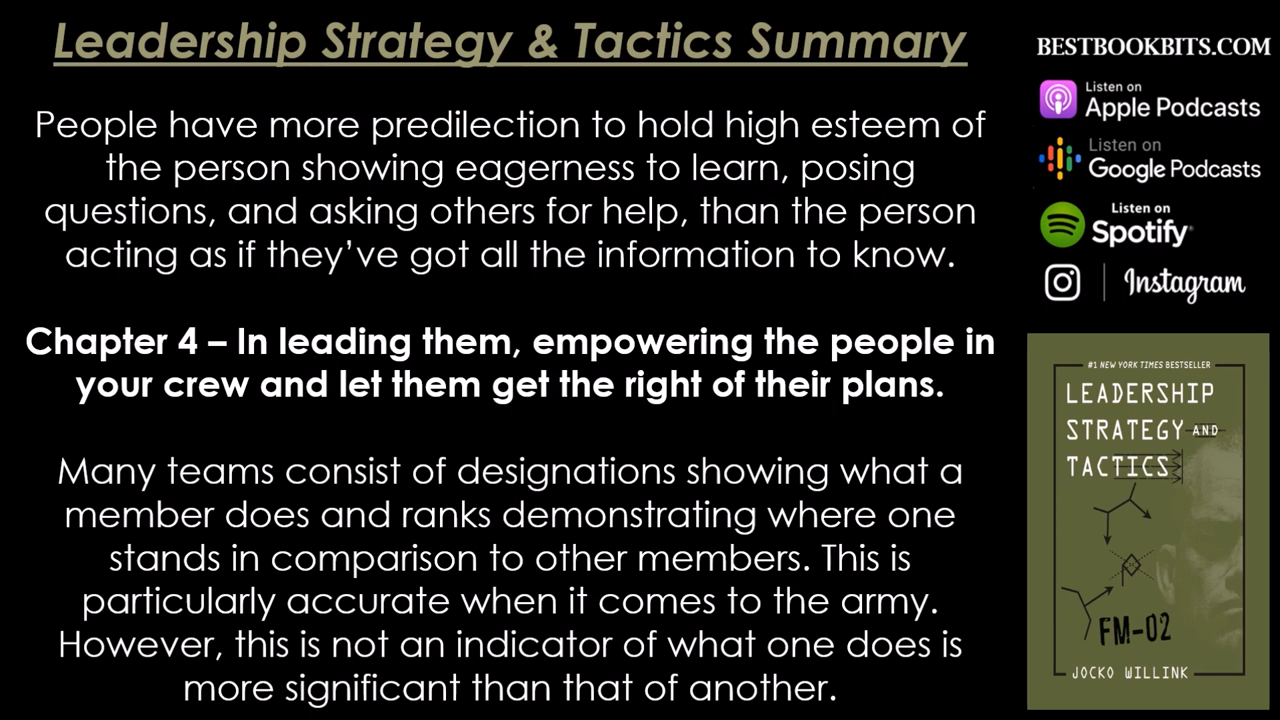 Leadership Strategy & Tactics Summary
People have more predilection to hold high esteem of
the person showing eagerness to learn, posing
questions, and asking others for help, than the person
acting as if they’ve got all the information to know.
Chapter 4 – In leading them, empowering the people in
your crew and let them get the right of their plans.
Many teams consist of designations showing what a
member does and ranks demonstrating where one
stands in comparison to other members. This is
particularly accurate when it comes to the army.
However, this is not an indicator of what one does is
more significant than that of another.
BESTBOOKBITS.COM
Listen on
Apple Podcasts
Listen on
Google Podcasts
Listen on
Spotify
Instagram
#1 NEW YORK TIMES BESTSELLER
LEADERSHIP
STRATEGY AND
TACTICS
FM-02
JOCKO WILLINK